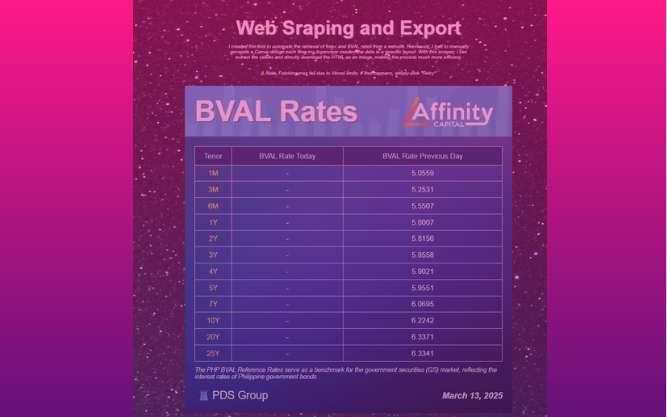 Web Sraping and Export
I created this tool to automate the retrieval of forex and BVAL rates from a website. Previously, I had to manually
generate a Canva design each time my supervisor needed the data in a specific layout. With this scraper, I can
extract the values and directly download the HTML as an image, making the process much more efficient.
⚠ Note: Fetching may fail due to Vercel limits. If that happens, simply click "Retry"
BVAL Rates
Affinity
CAPITAL
Tenor BVAL Rate Today BVAL Rate Previous Day
1M - 5.0559
3M - 5.2531
6M - 5.5507
1Y - 5.8007
2Y - 5.8156
3Y - 5.8558
4Y - 5.9021
5Y - 5.9551
7Y - 6.0695
10Y - 6.2242
20Y - 6.3371
25Y - 6.3341
The PHP BVAL Reference Rates serve as a benchmark for the government securities (GS) market, reflecting the
interest rates of Philippine government bonds.
PDS Group
March 13, 2025